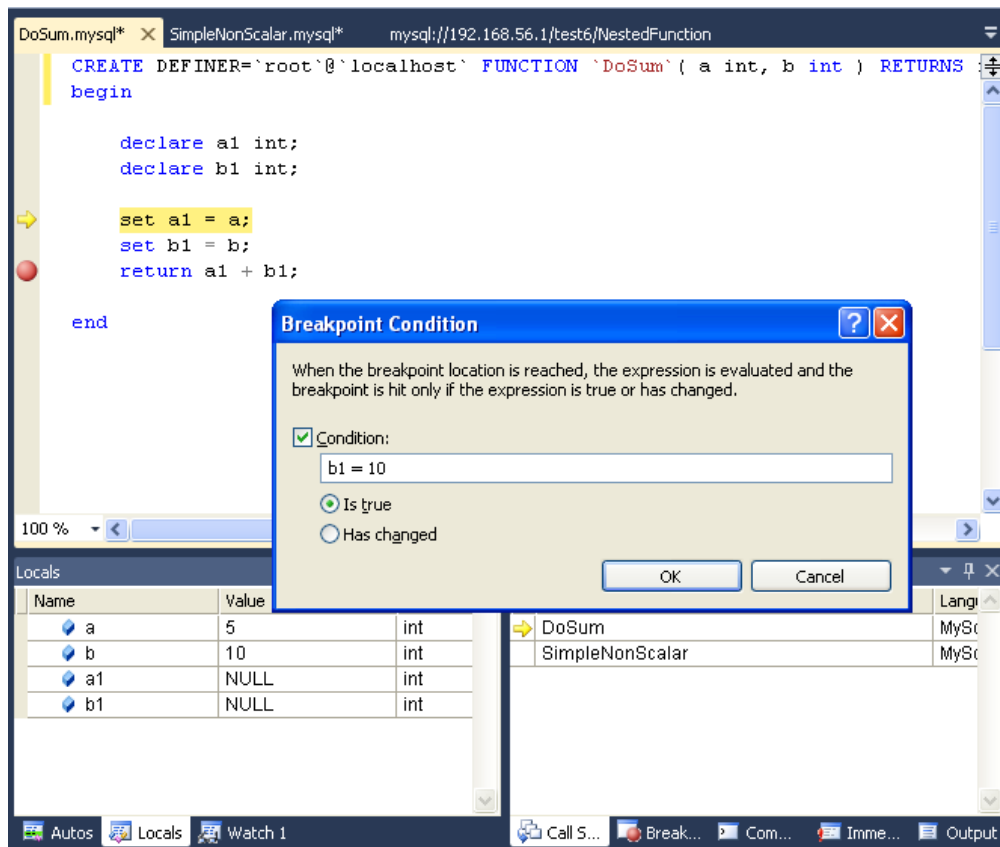 DoSum.mysql* SimpleNonScalar.mysql* mysql://192.168.56.1/test6/NestedFunction
CREATE DEFINER=`root`@`localhost` FUNCTION `DoSum`( a int, b int ) RETURNS
begin
declare a1 int;
declare b1 int;
set a1 = a;
set b1 = b;
return a1 + b1;
end
Breakpoint Condition
When the breakpoint location is reached, the expression is evaluated and the
breakpoint is hit only if the expression is true or has changed.
Condition:
b1 = 10
Is true
Has changed
OK Cancel
100 %
Locals
Name Value
a 5 int
b 10 int
a1 NULL int
b1 NULL int
Autos Locals Watch 1
Langu
DoSum MySc
SimpleNonScalar MySc
Call S... Break... Com... Imme... Output